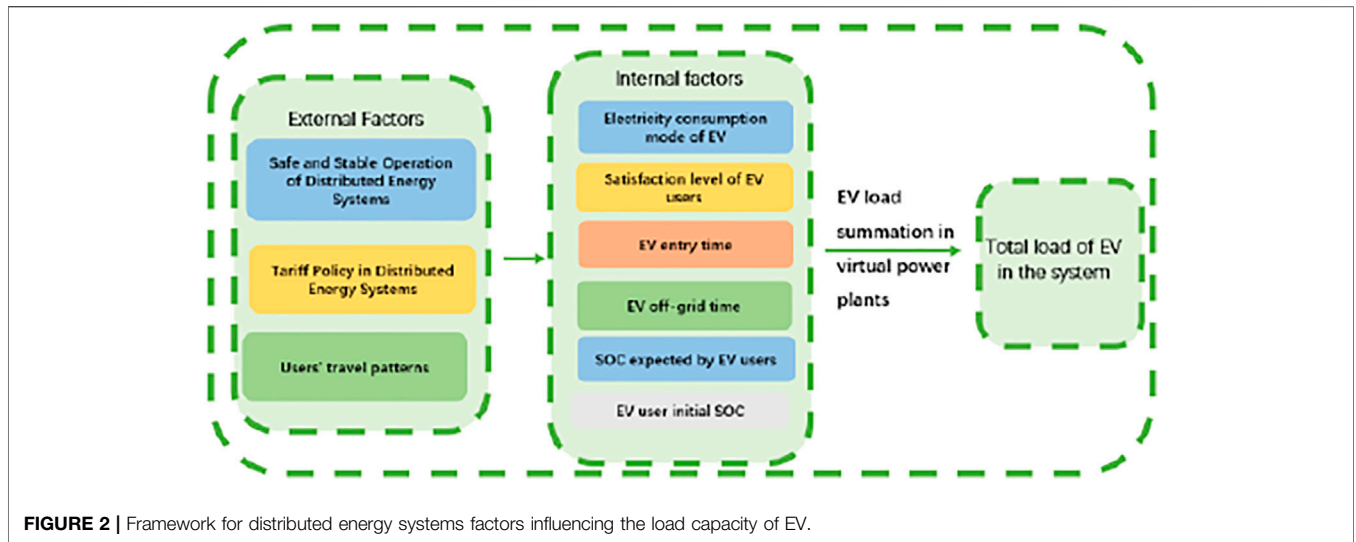 External Factors
Safe and Stable Operation
of Distributed Energy
Systems
Tariff Policy in Distributed
Energy Systems
Users' travel patterns
Internal factors
Electricity consumption
mode of EV
Satisfaction level of EV
users
EV entry time
EV off-grid time
SOC expected by EV users
EV user initial SOC
EV load
summation in
virtual power
plants
Total load of EV
in the system
FIGURE 2 | Framework for distributed energy systems factors influencing the load capacity of EV.